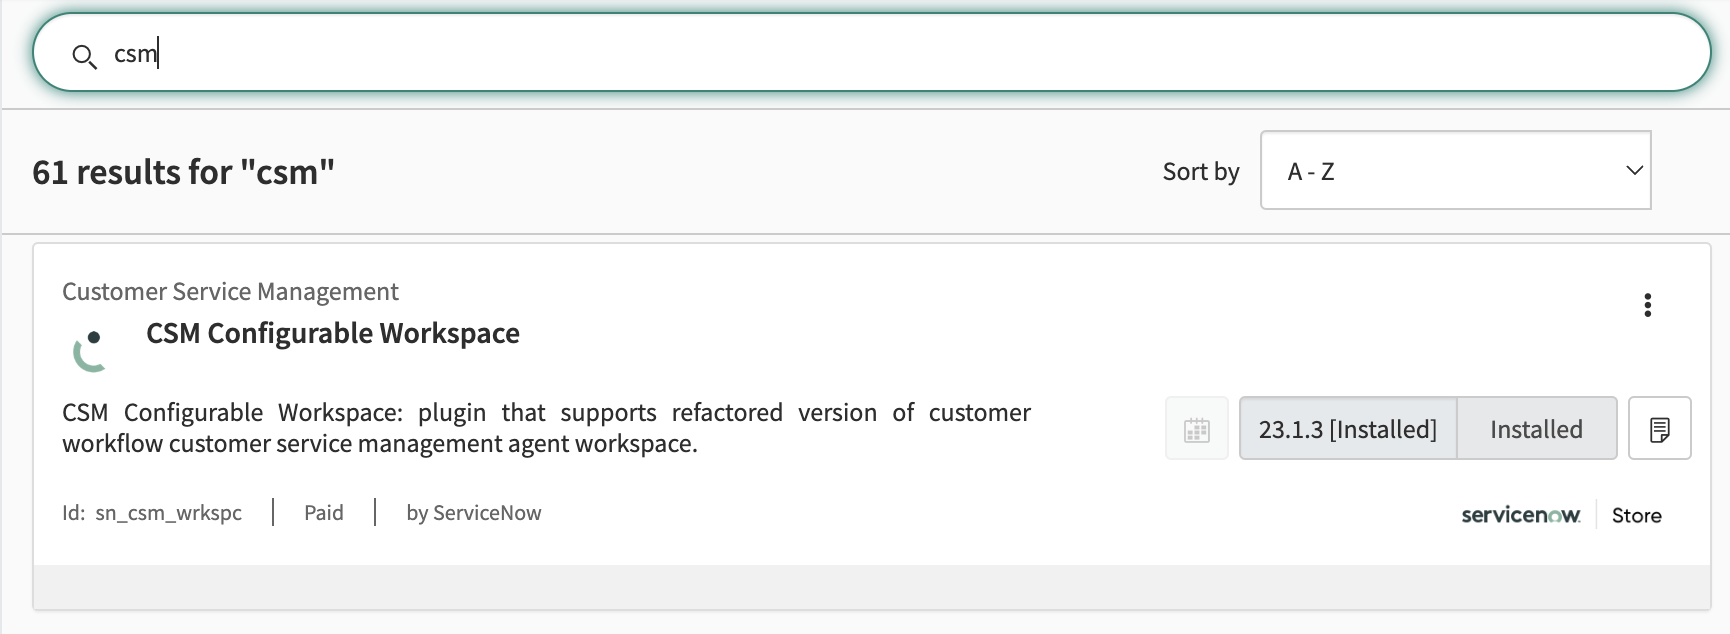 csm
61 results for "csm"
Sort by
A - Z
Customer Service Management
CSM Configurable Workspace
CSM Configurable Workspace: plugin that supports refactored version of customer
workflow customer service management agent workspace.
23.1.3 [Installed]
Installed
Id: sn_csm_wrkspc
Paid
by ServiceNow
servicenow.
Store